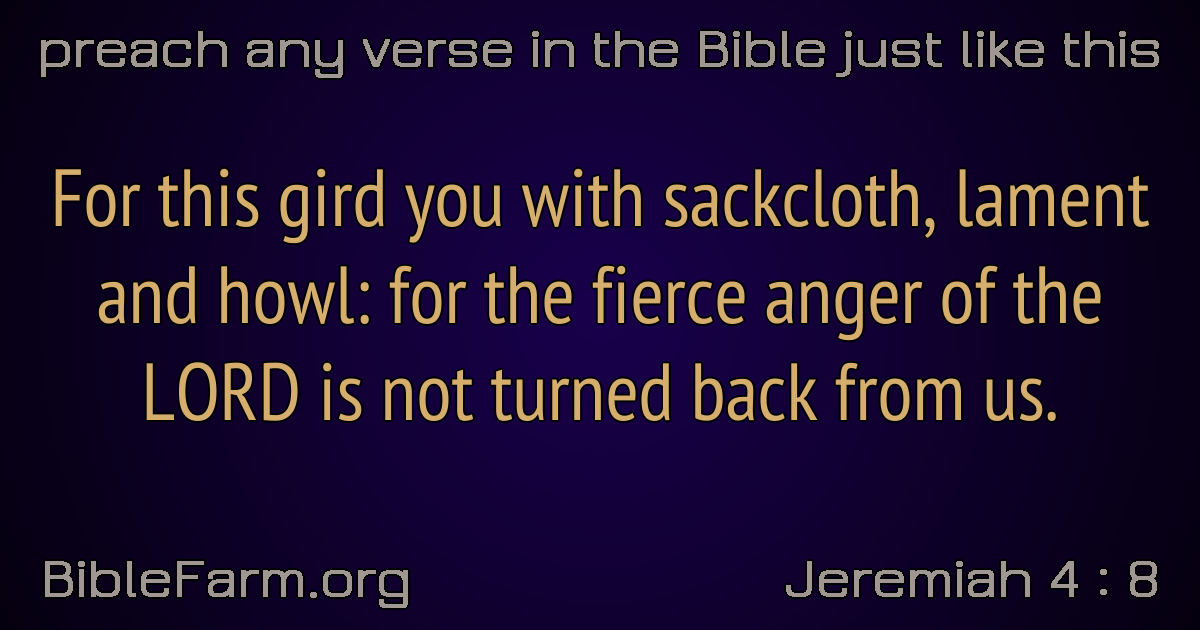 preach any verse in the Bible just like this
For this gird you with sackcloth, lament
and howl: for the fierce anger of the
LORD is not turned back from us.
BibleFarm.org
Jeremiah 4 : 8